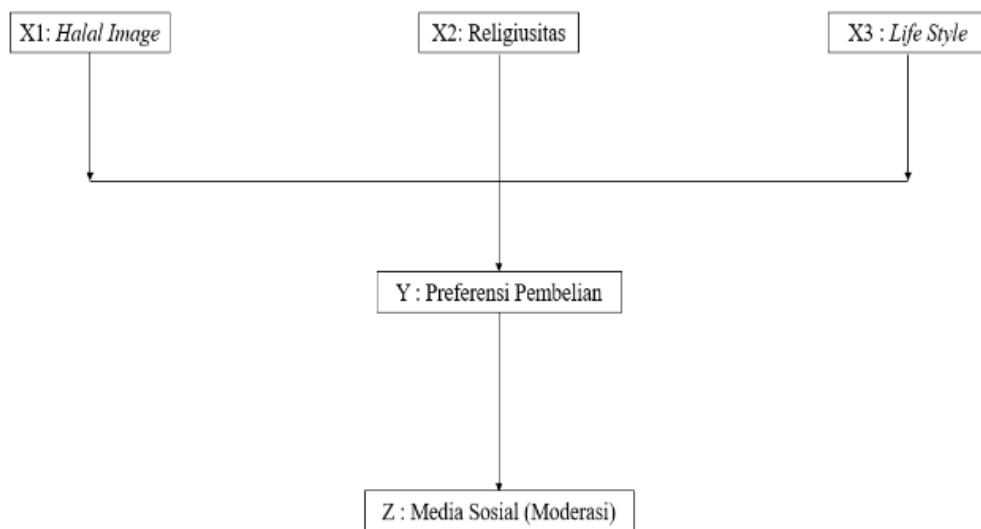 X1: Halal Image
X2: Religiusitas
X3 : Life Style
Y : Preferensi Pembelian
Z : Media Sosial (Moderasi)